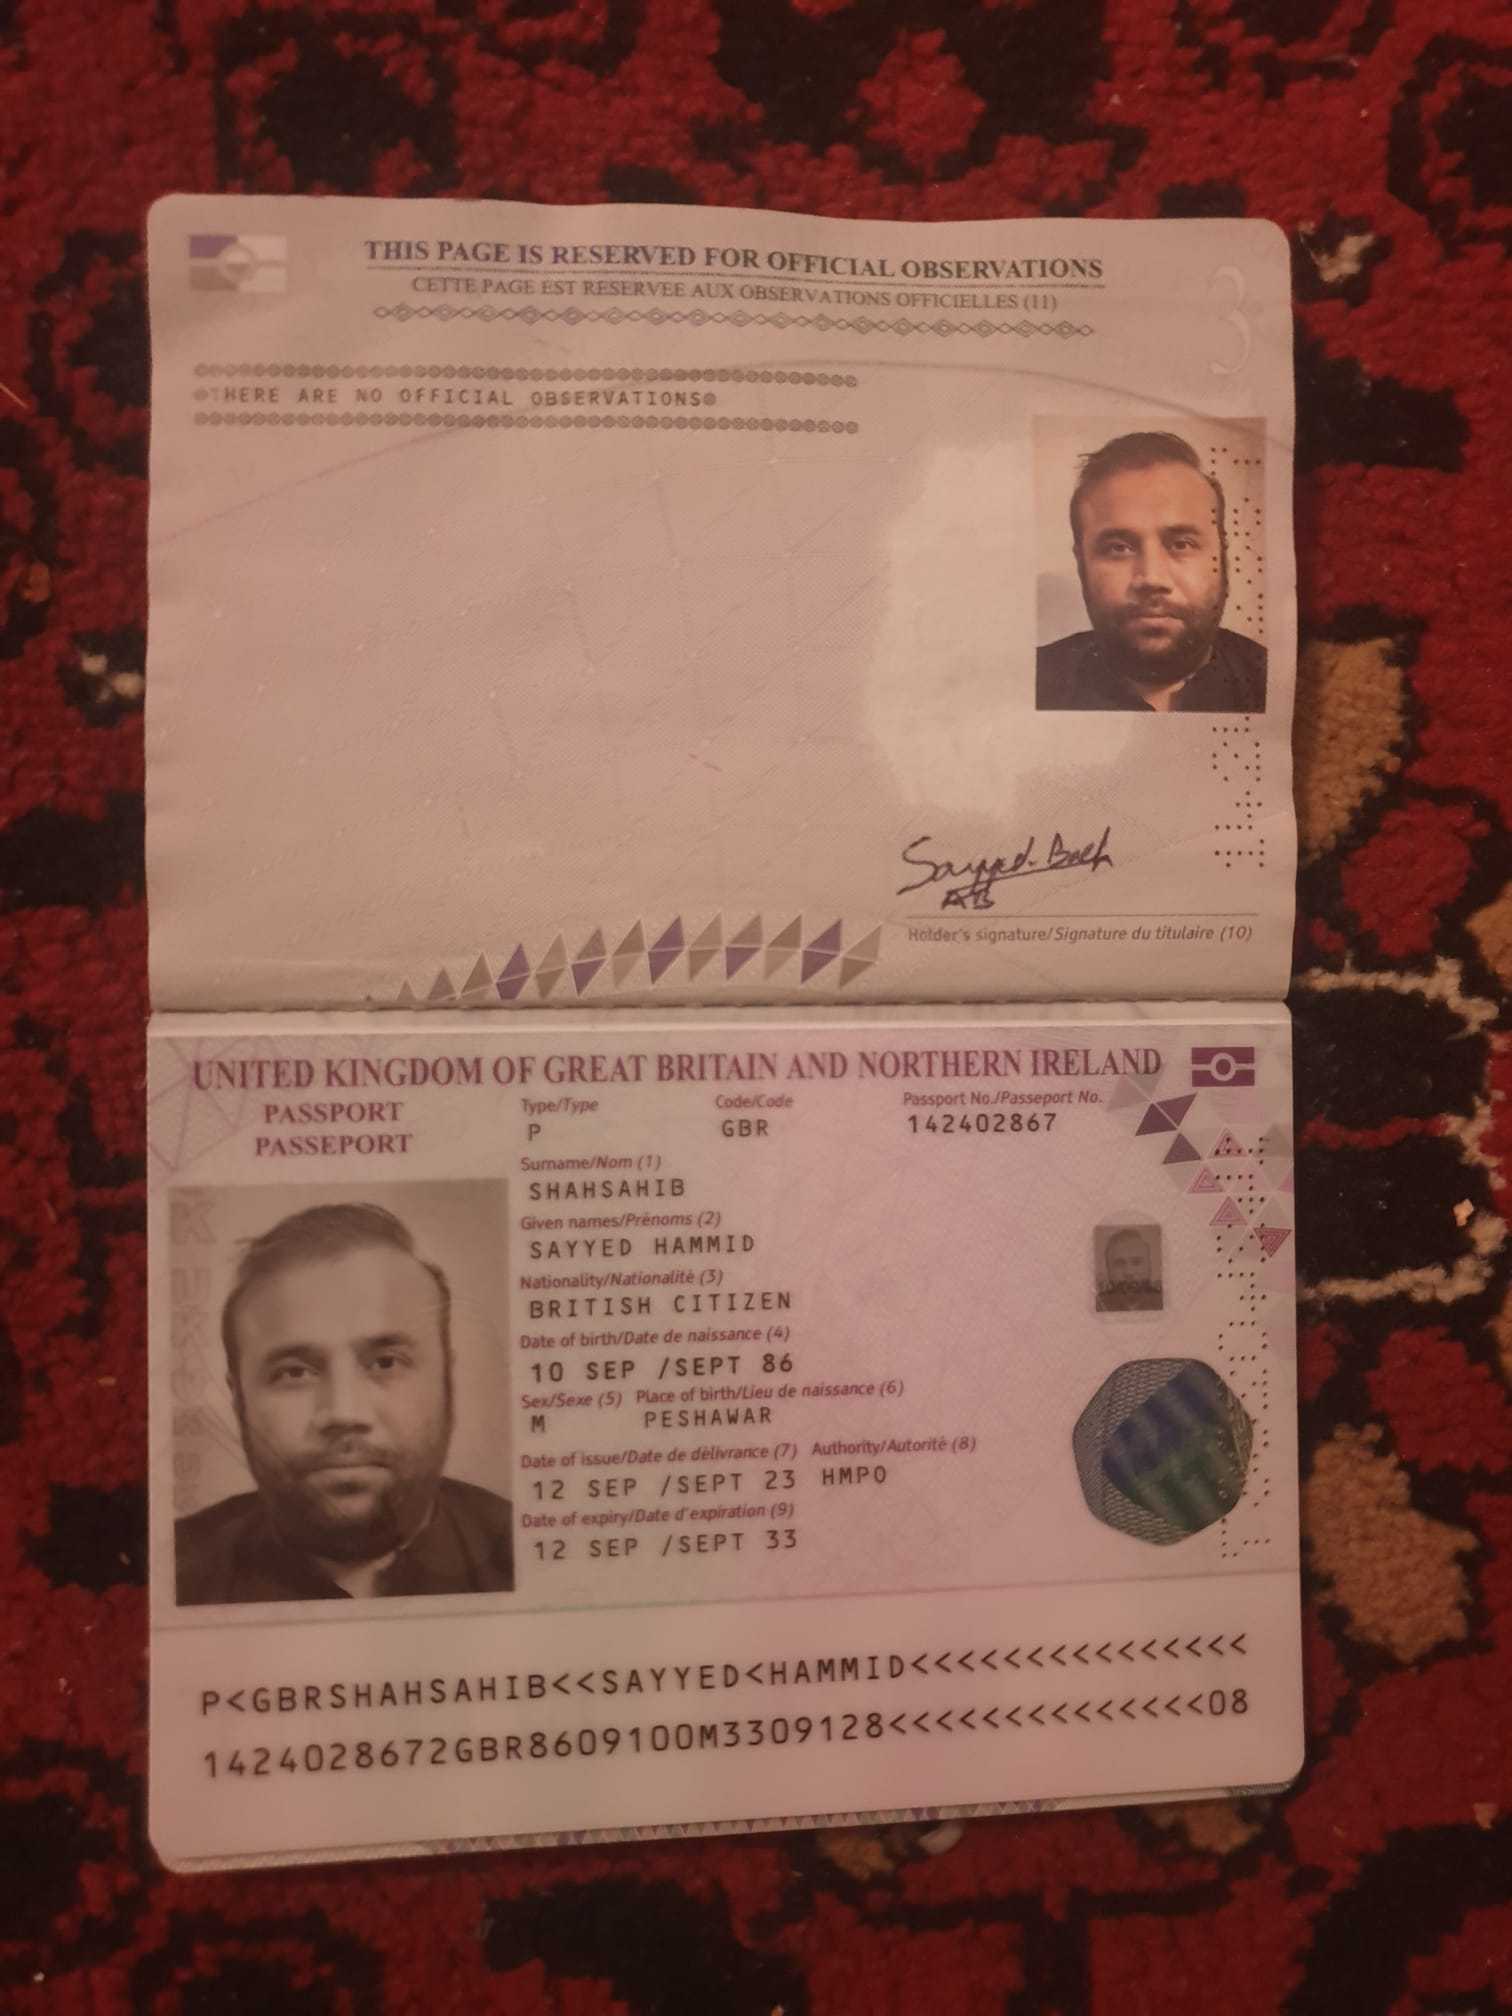 THIS PAGE IS RESERVED FOR OFFICIAL OBSERVATIONS
CETTE PAGE EST RESERVEE AUX OBSERVATIONS OFFICIELLES (11)
3
THERE ARE NO OFFICIAL OBSERVATIONS
Sayyed
AB
Holder's signature/Signature du titulaire (10)
UNITED KINGDOM OF GREAT BRITAIN AND NORTHERN IRELAND
PASSPORT
PASSEPORT
Type/Type
Code/Code
Passport No./Passeport No.
P
GBR
142402867
Surname/Nom (1)
SHAHSAHIB
Given names/Prénoms (2)
SAYYED HAMMID
Nationality/Nationalité (3)
BRITISH CITIZEN
Date of birth/Date de naissance (4)
10 SEP /SEPT 86
Sex/Sexe (5) Place of birth/Lieu de naissance (6)
M PESHAWAR
Date of issue/Date de délivrance (7) Authority/Autorité (8)
12 SEP /SEPT 23 HMPO
Date of expiry/Date d'expiration (9)
12 SEP /SEPT 33
P<GBRSHAHSAHIB<<SAYYED<HAMMID<<<<<<<<<<<<<<<
1424028672GBR8609100M3309128<<<<<<<<<<<<<<08